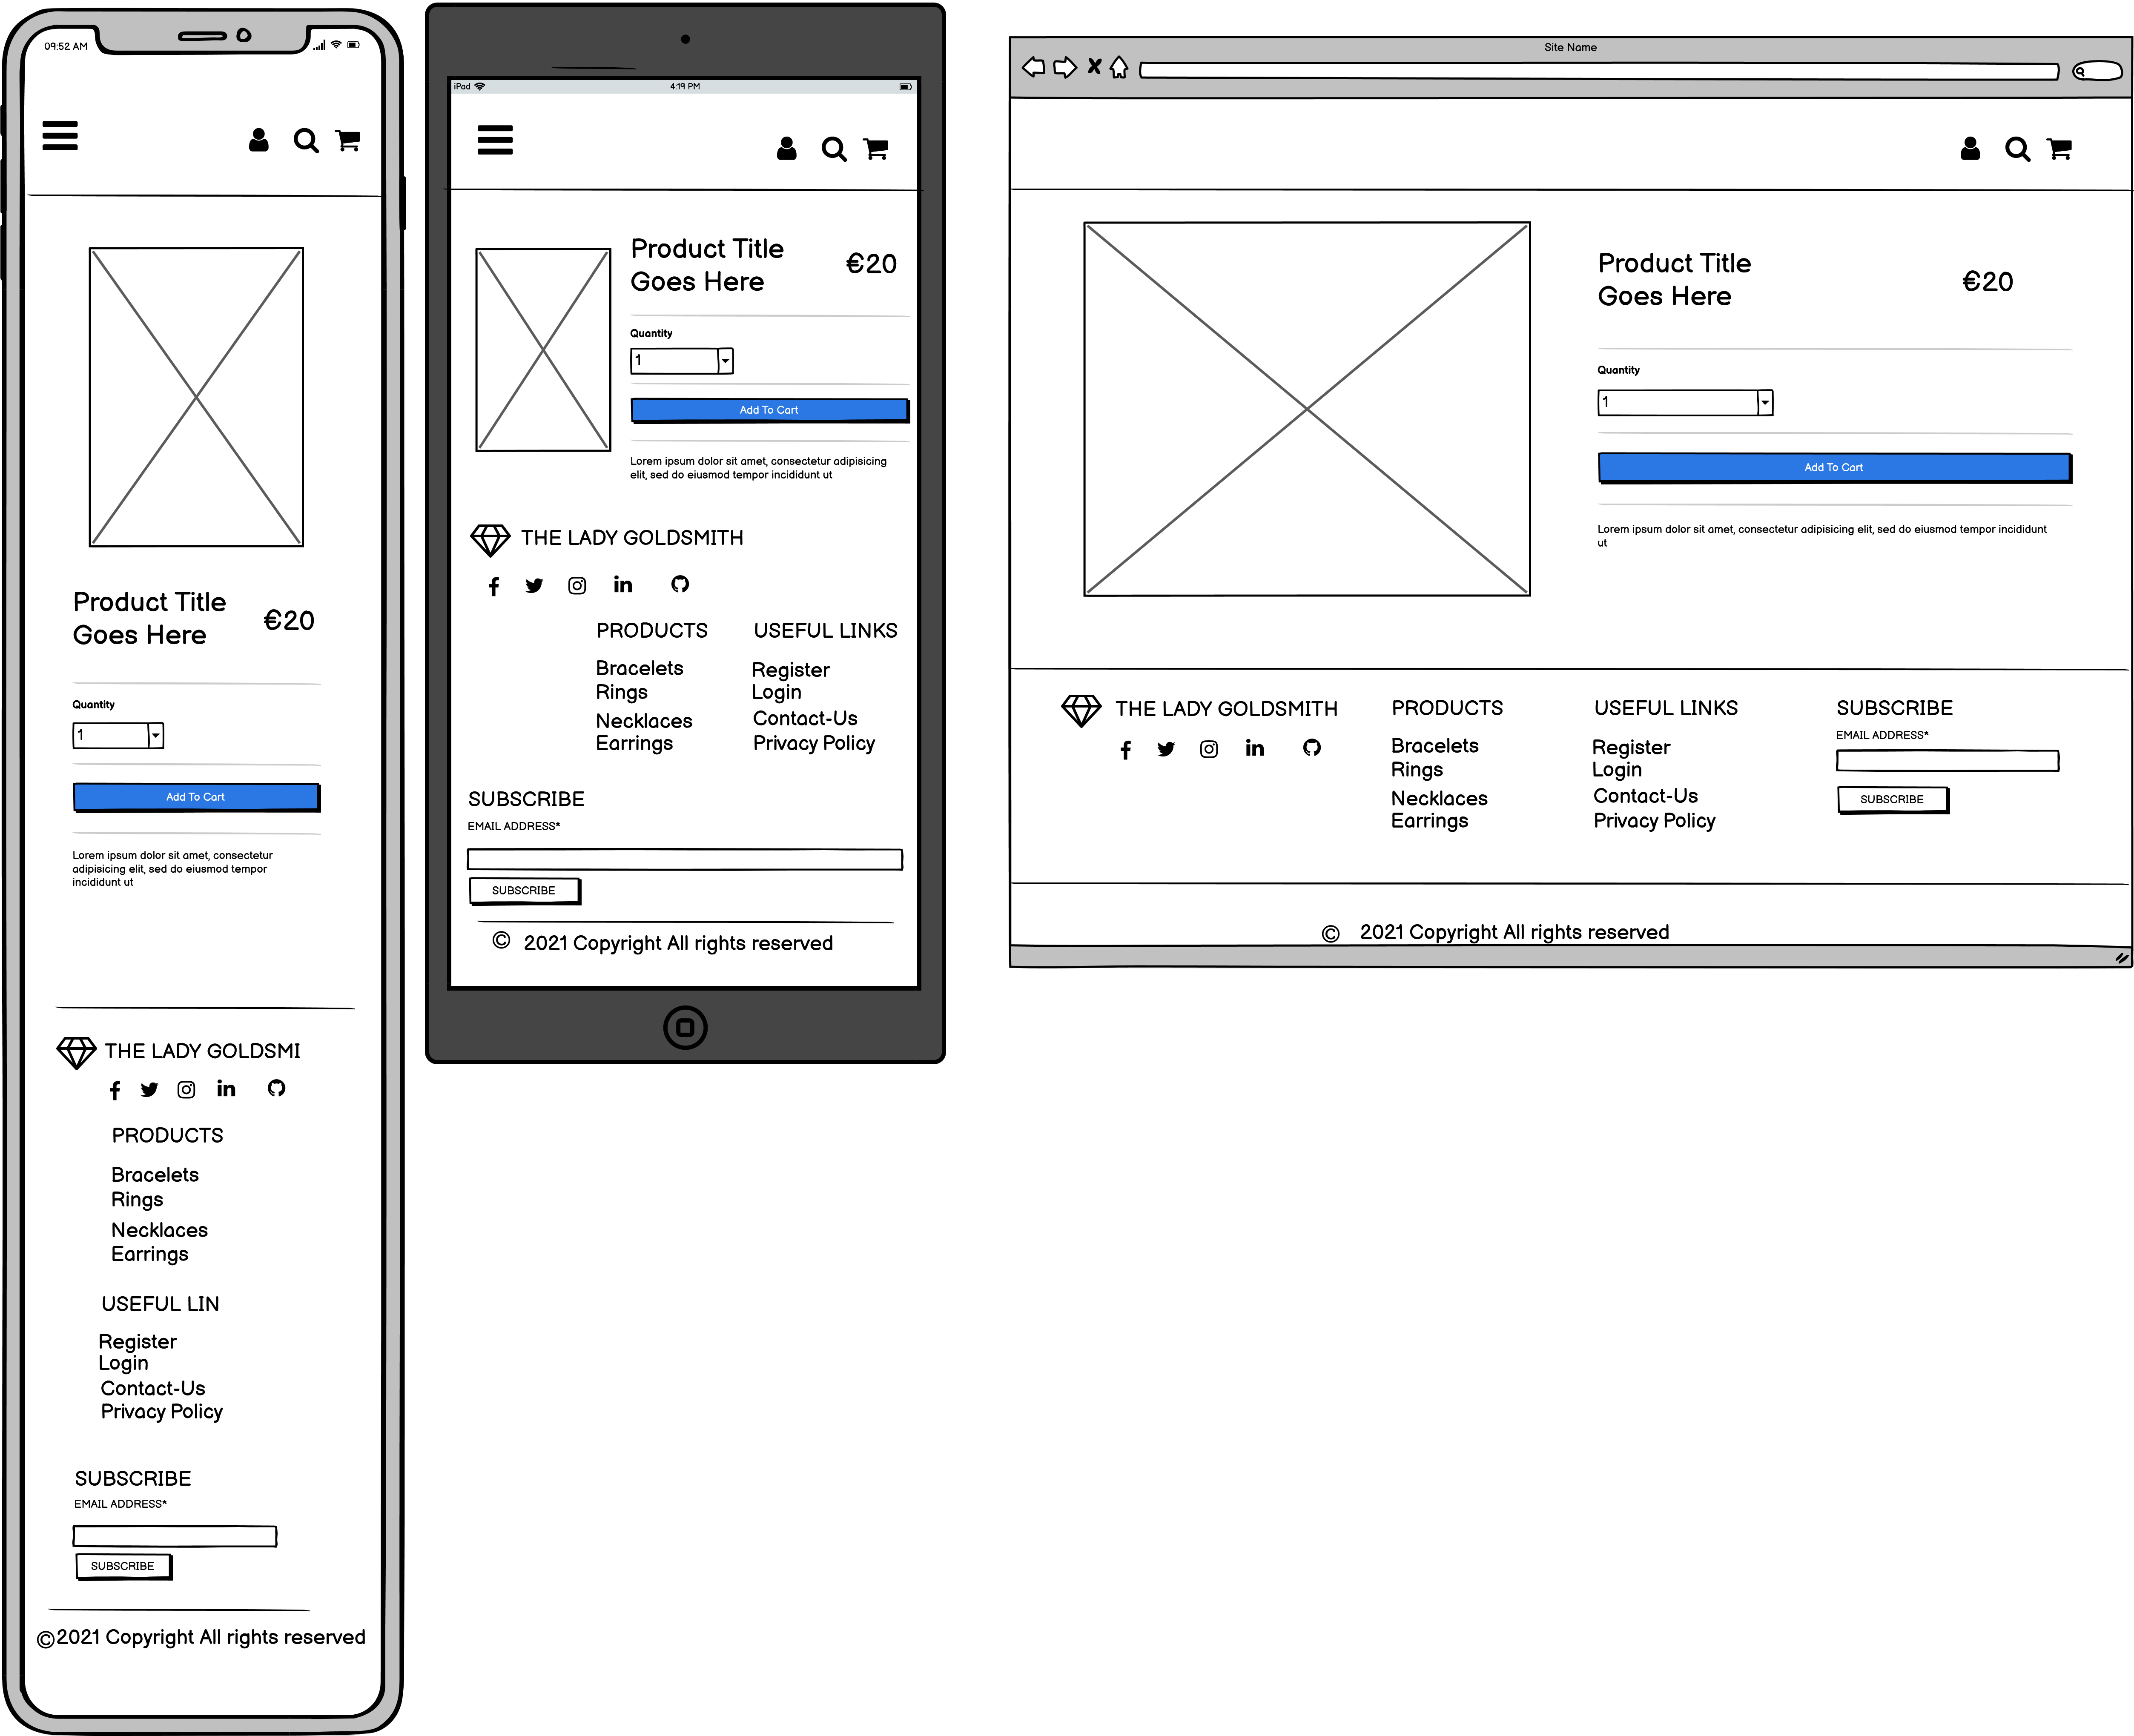 09:52 AM
Product Title
Goes Here
€20
Quantity
1
Add To Cart
Lorem ipsum dolor sit amet, consectetur
adipisicing elit, sed do eiusmod tempor
incididunt ut
THE LADY GOLDSMI
PRODUCTS
Bracelets
Rings
Necklaces
Earrings
USEFUL LIN
Register
Login
Contact-Us
Privacy Policy
SUBSCRIBE
EMAIL ADDRESS*
SUBSCRIBE
©2021 Copyright All rights reserved
iPad 4:19 PM
Product Title
Goes Here
€20
Quantity
1
Add To Cart
Lorem ipsum dolor sit amet, consectetur adipisicing
elit, sed do eiusmod tempor incididunt ut
THE LADY GOLDSMITH
PRODUCTS
Bracelets
Rings
Necklaces
Earrings
USEFUL LINKS
Register
Login
Contact-Us
Privacy Policy
SUBSCRIBE
EMAIL ADDRESS*
SUBSCRIBE
© 2021 Copyright All rights reserved
Site Name
Product Title
Goes Here
€20
Quantity
1
Add To Cart
Lorem ipsum dolor sit amet, consectetur adipisicing elit, sed do eiusmod tempor incididunt
ut
THE LADY GOLDSMITH
PRODUCTS
Bracelets
Rings
Necklaces
Earrings
USEFUL LINKS
Register
Login
Contact-Us
Privacy Policy
SUBSCRIBE
EMAIL ADDRESS*
SUBSCRIBE
© 2021 Copyright All rights reserved